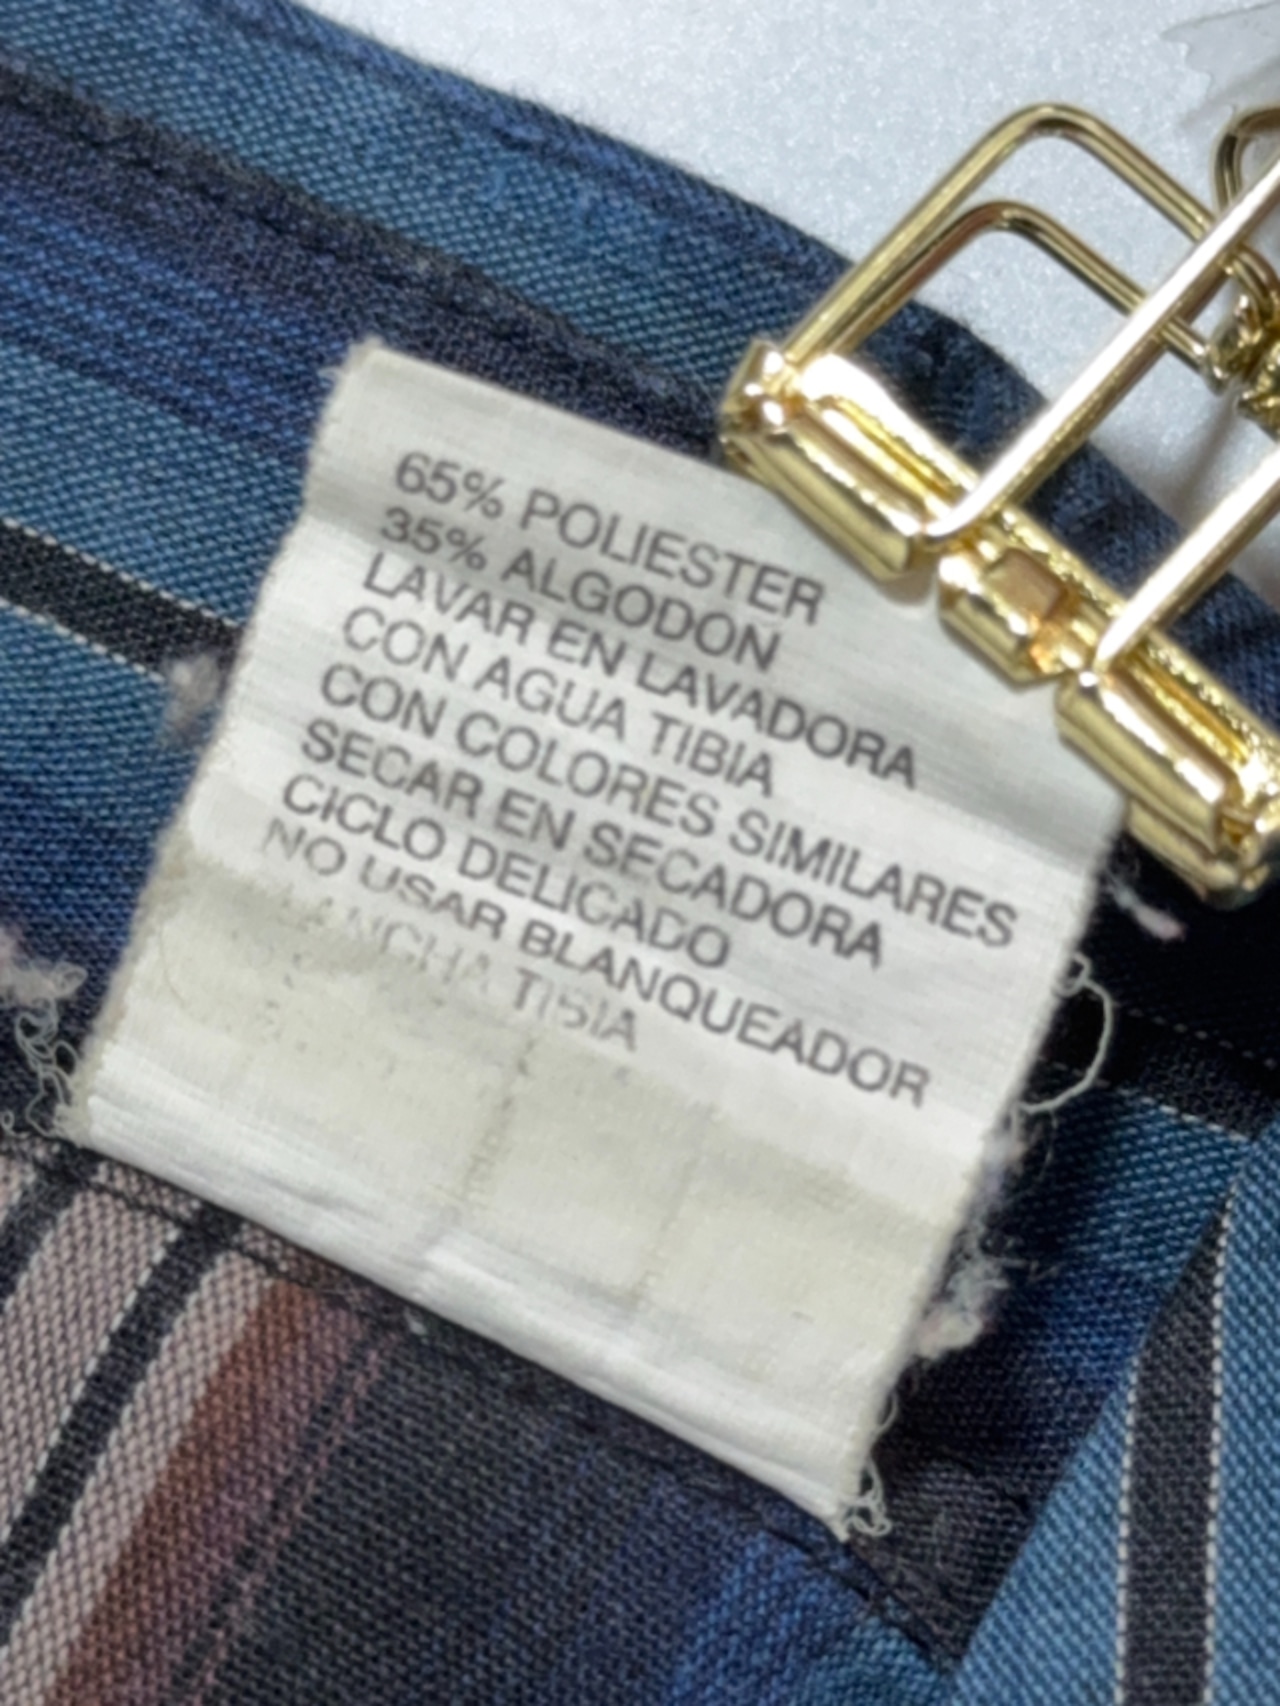 65% POLIESTER
35% ALGODON
LAVAR EN LAVADORA
CON AGUA TIBIA
CON COLORES SIMILARES
SECAR EN SECADORA
CICLO DELICADO
NO USAR BLANQUEADOR
TIBIA